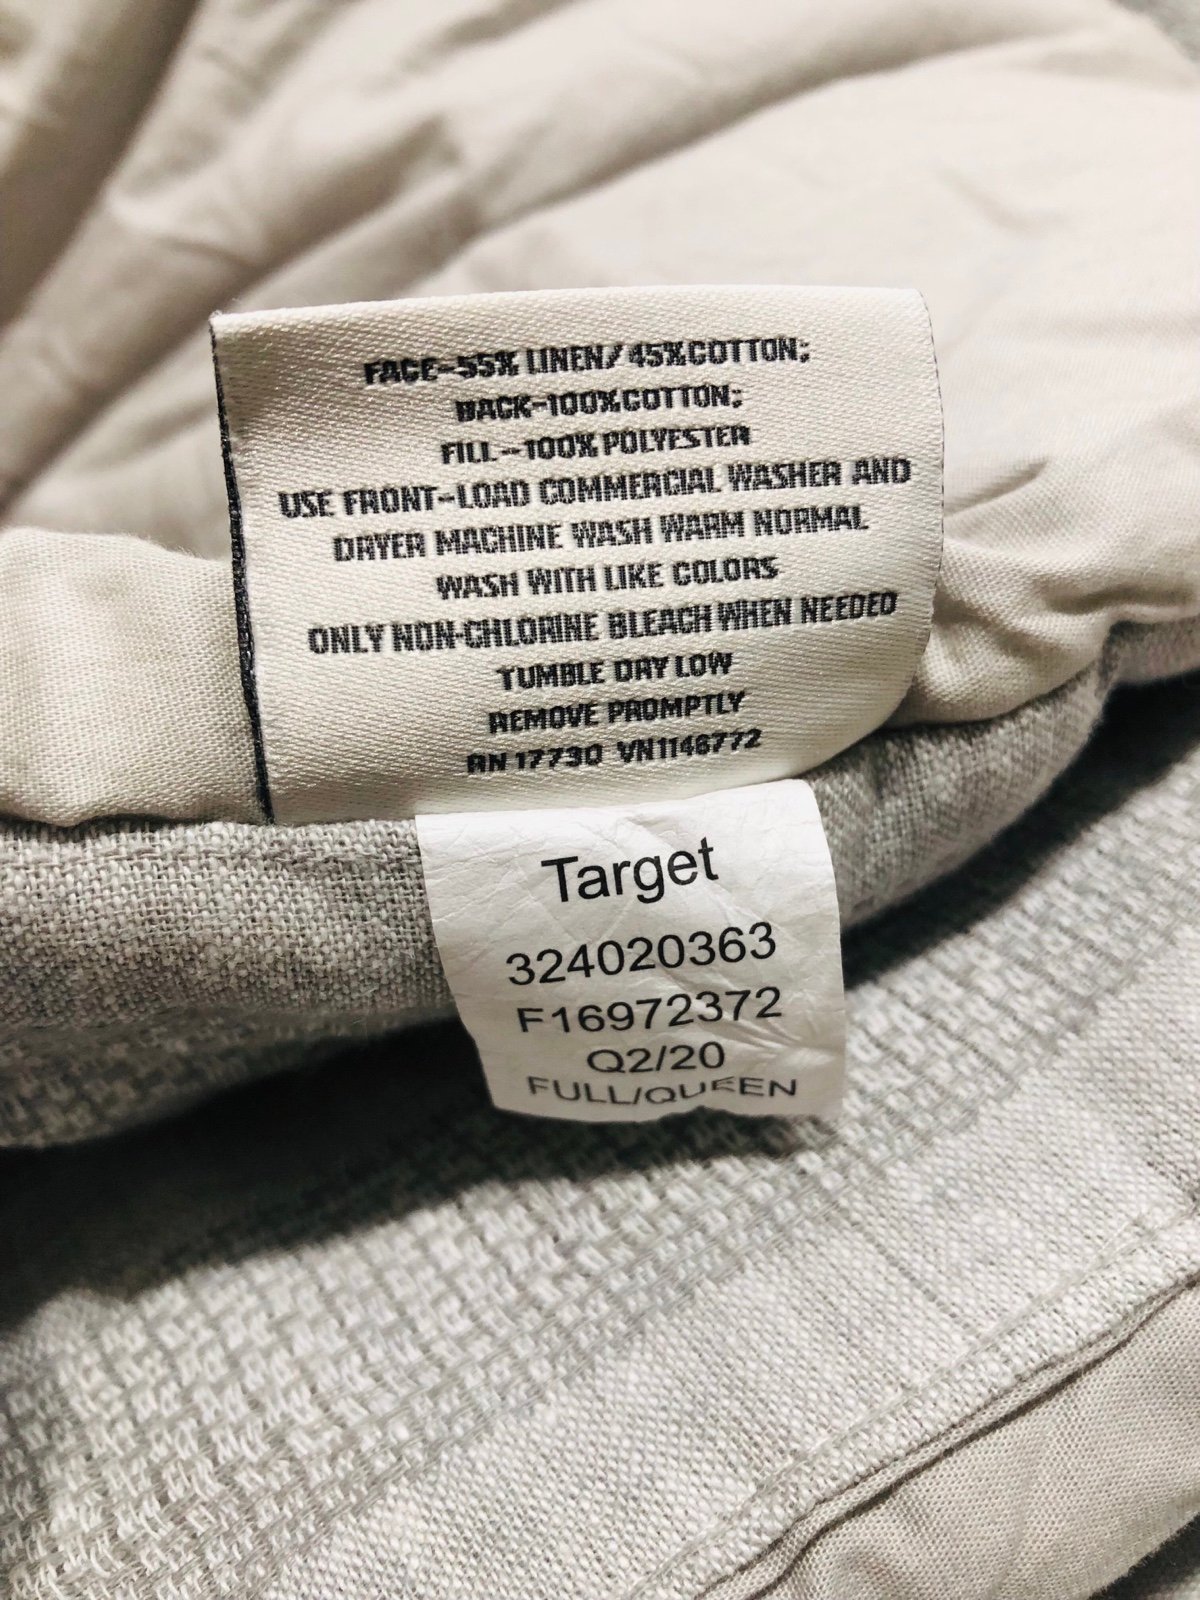 FACE-55% LINEN/45%COTTON;
BACK-100%COTTON;
FILL-100%POLYESTER
USE FRONT-LOAD COMMERCIAL WASHER AND
DRYER MACHINE WASH WARM NORMAL
WASH WITH LIKE COLORS
ONLY NON-CHLORINE BLEACH WHEN NEEDED
TUMBLE DRY LOW
REMOVE PROMPTLY
RN 17730 VN1146772
Target
324020363
F16972372
Q2/20
FULL/QUEEN